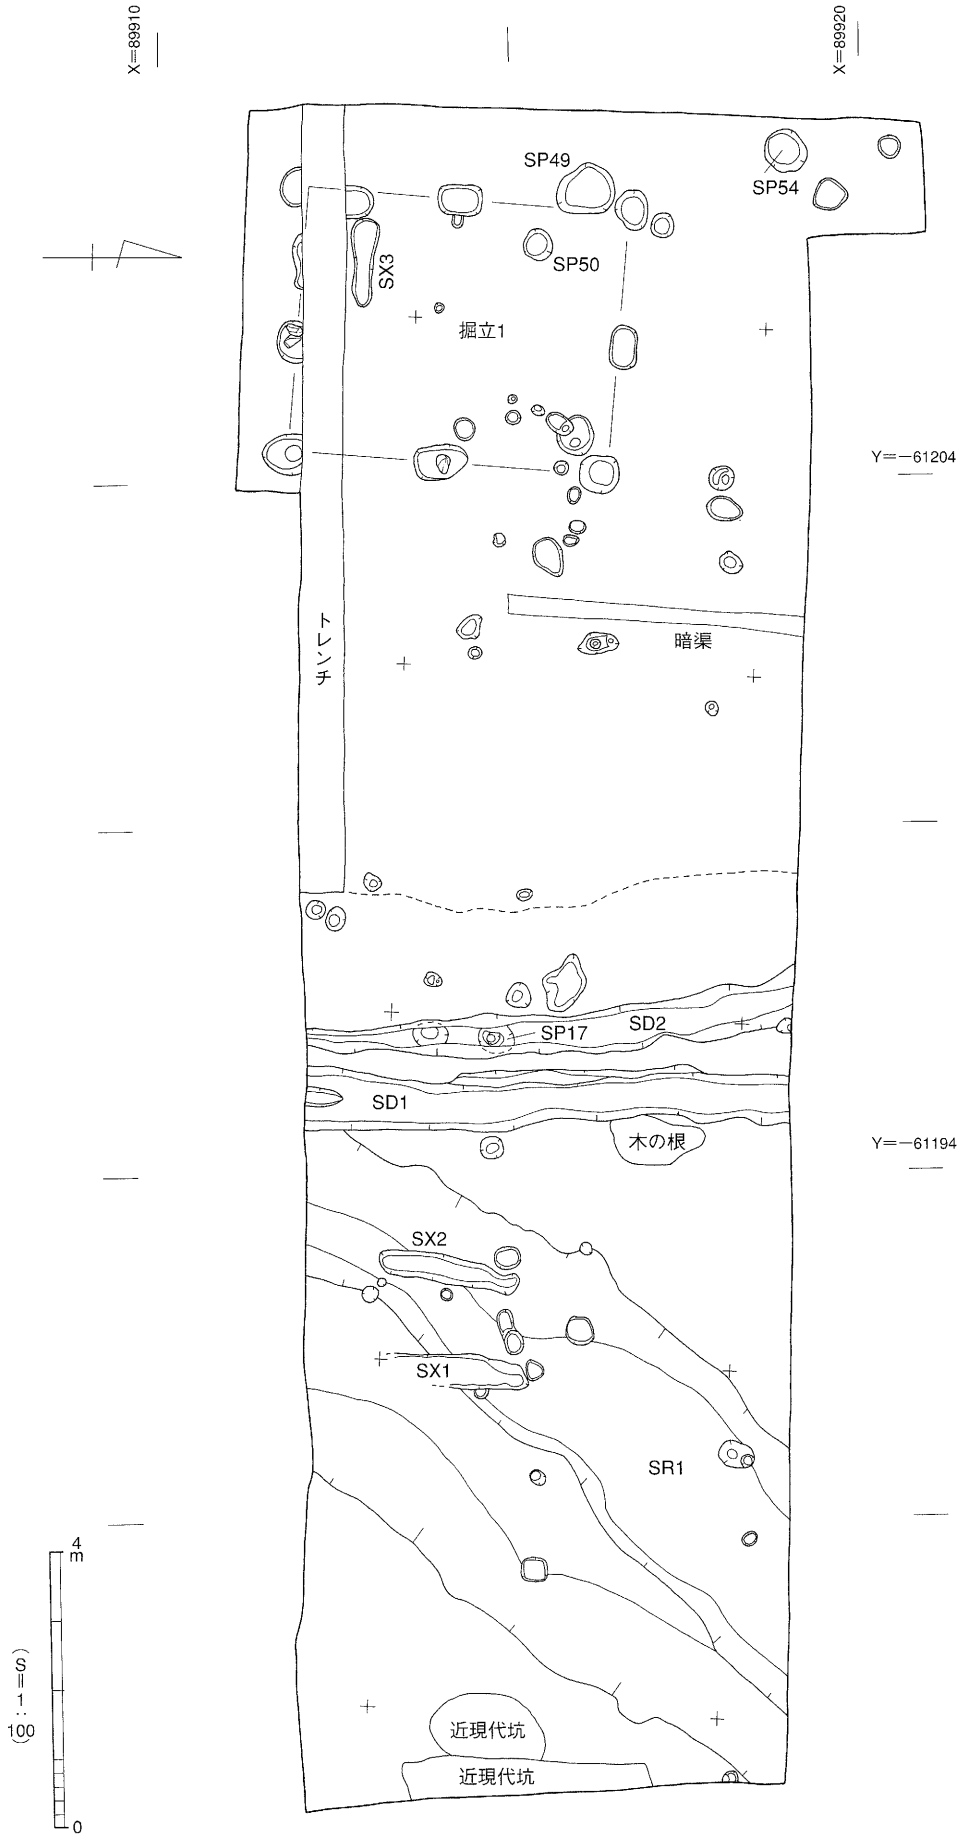 X=89910
X=89920
SP49
SP54
SP50
SX3
掘立1
Y=-61204
トレンチ
暗渠
SP17
SD2
SD1
木の根
Y=-61194
SX2
SX1
SR1
4
m
(S=1:100)
0
近現代坑
近現代坑